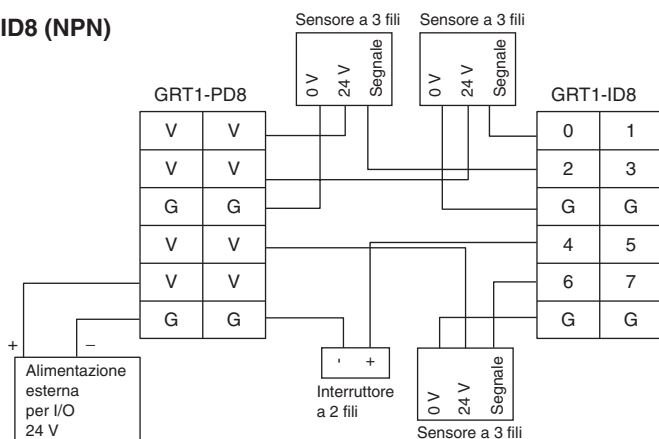 ID8 (NPN)
Sensore a 3 fili
Sensore a 3 fili
0 V
24 V
Segnale
0 V
24 V
Segnale
GRT1-PD8
GRT1-ID8
V V
V V
G G
V V
V V
G G
0 1
2 3
G G
4 5
6 7
G G
+ –
Alimentazione
esterna
per I/O
24 V
- +
Interruttore
a 2 fili
0 V
24 V
Segnale
Sensore a 3 fili